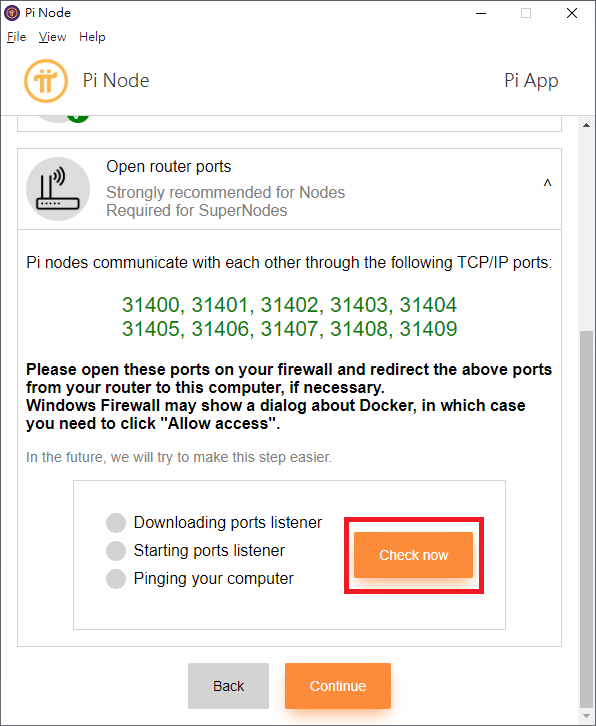 Pi Node
File View Help
Pi Node
Pi App
Open router ports
Strongly recommended for Nodes
Required for SuperNodes
Pi nodes communicate with each other through the following TCP/IP ports:
31400, 31401, 31402, 31403, 31404
31405, 31406, 31407, 31408, 31409
Please open these ports on your firewall and redirect the above ports
from your router to this computer, if necessary.
Windows Firewall may show a dialog about Docker, in which case
you need to click "Allow access".
In the future, we will try to make this step easier.
Downloading ports listener
Starting ports listener
Pinging your computer
Check now
Back
Continue